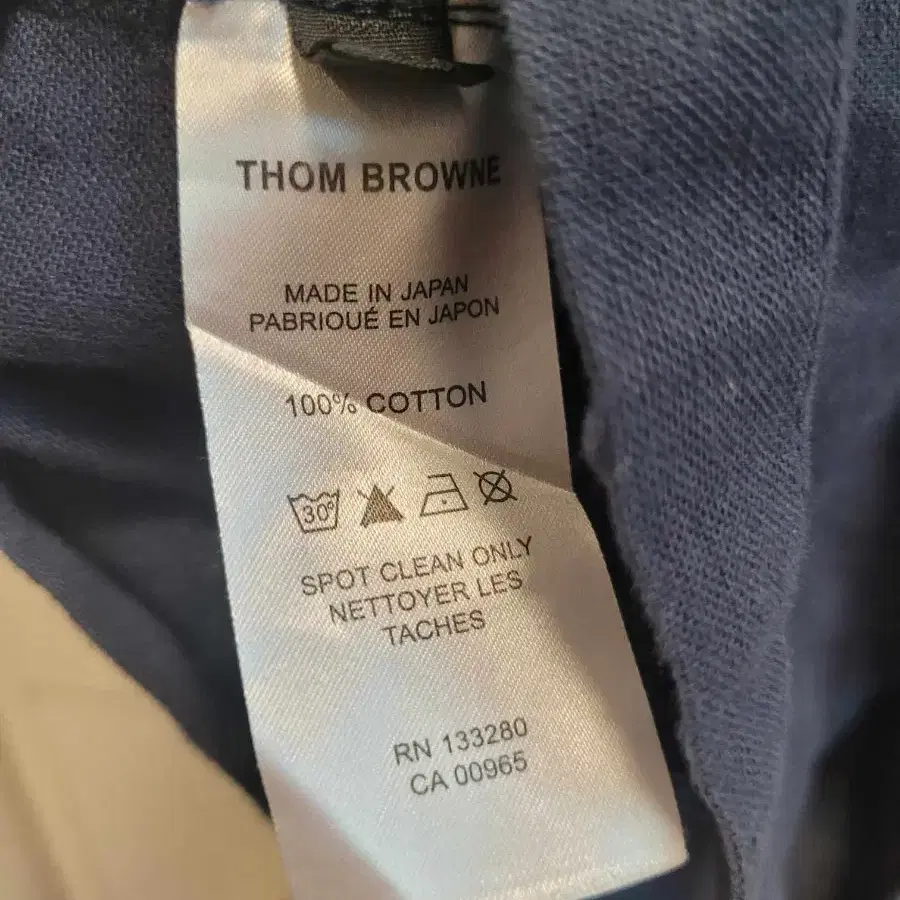 THOM BROWNE
MADE IN JAPAN
PABRIOUÉ EN JAPON
100% COTTON
30°
SPOT CLEAN ONLY
NETTOYER LES
TACHES
RN 133280
CA 00965